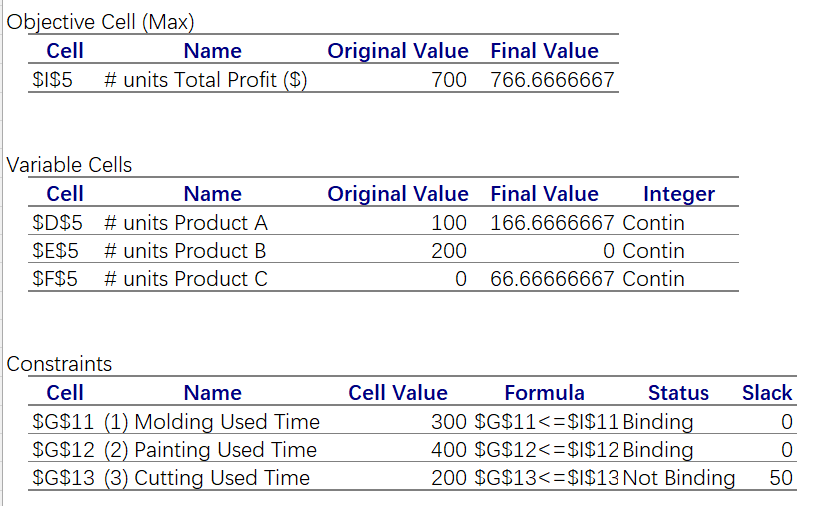 Objective Cell (Max)
Cell Name Original Value Final Value
$I$5 # units Total Profit ($) 700 766.6666667
Variable Cells
Cell Name Original Value Final Value Integer
$D$5 # units Product A 100 166.6666667 Contin
$E$5 # units Product B 200 0 Contin
$F$5 # units Product C 0 66.66666667 Contin
Constraints
Cell Name Cell Value Formula Status Slack
$G$11 (1) Molding Used Time 300 $G$11<=$I$11 Binding 0
$G$12 (2) Painting Used Time 400 $G$12<=$I$12 Binding 0
$G$13 (3) Cutting Used Time 200 $G$13<=$I$13 Not Binding 50